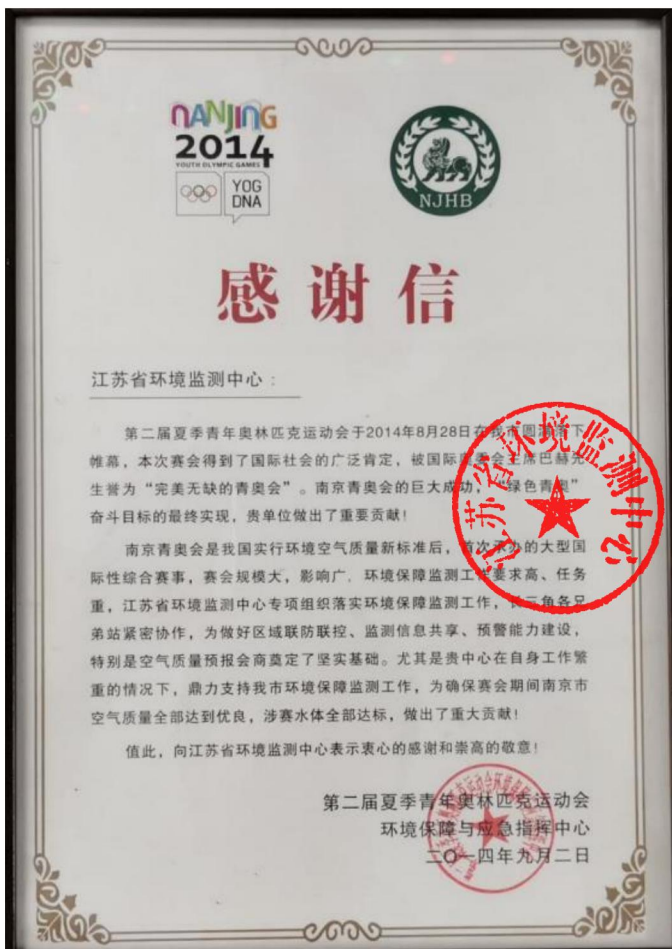 NANJING
2014
YOUTH OLYMPIC GAMES
YOG
DNA
NJHB
感谢信
江苏省环境监测中心：
第二届夏季青年奥林匹克运动会于2014年8月28日在我市圆满落下
帷幕，本次赛会得到了国际社会的广泛肯定，被国际奥委会主席巴赫先
生誉为“完美无缺的青奥会”。南京青奥会的巨大成功，“绿色青奥”
奋斗目标的最终实现，贵单位做出了重要贡献！
南京青奥会是我国实行环境空气质量新标准后，首次承办的大型国
际性综合赛事，赛会规模大，影响广，环境保障监测工作要求高、任务
重，江苏省环境监测中心专项组织落实环境保障监测工作，长三角各兄
弟站紧密协作，为做好区域联防联控、监测信息共享、预警能力建设，
特别是空气质量预报会商奠定了坚实基础。尤其是贵中心在自身工作繁
重的情况下，鼎力支持我市环境保障监测工作，为确保赛会期间南京市
空气质量全部达到优良，涉赛水体全部达标，做出了重大贡献！
值此，向江苏省环境监测中心表示衷心的感谢和崇高的敬意！
第二届夏季青年奥林匹克运动会
环境保障与应急指挥中心
二〇一四年九月二日
江苏省环境监测中心